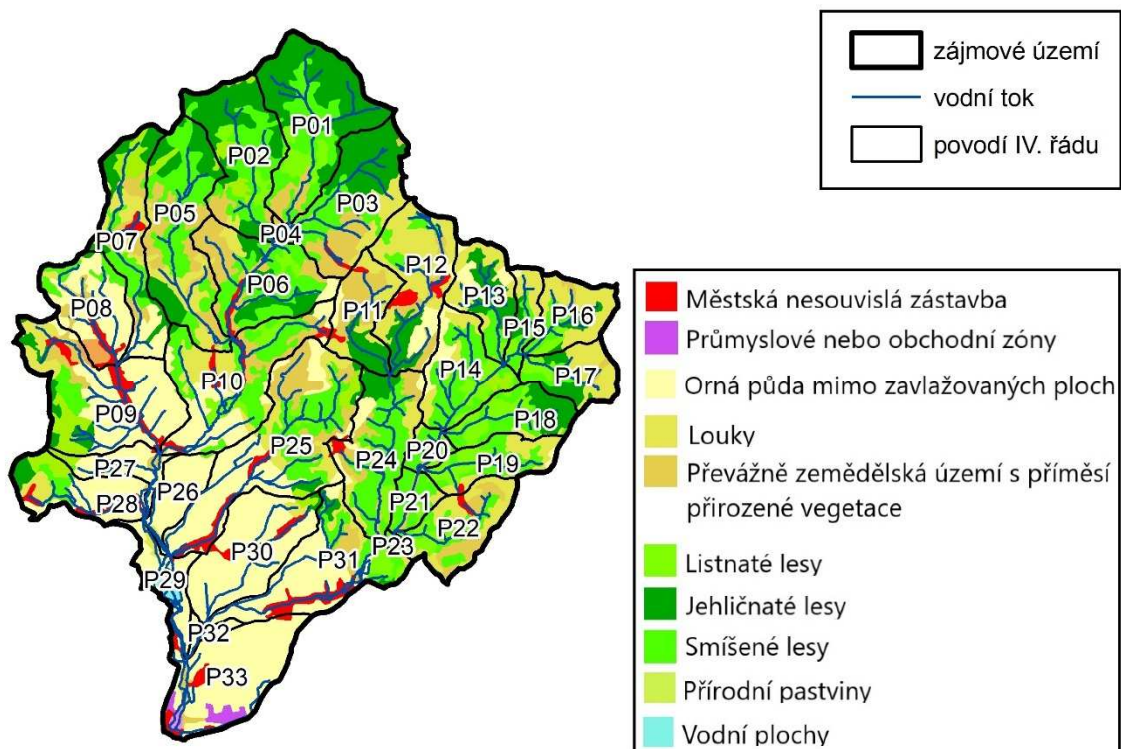 zájmové území
vodní tok
povodí IV. řádu
P01
P02
P03
P05
P04
P07
P06
P12
P13
P16
P08
P11
P15
P14
P17
P10
P09
P18
P25
P20
P24
P19
P27
P26
P28
P21
P22
P30
P23
P31
P29
P32
P33
Městská nesouvislá zástavba
Průmyslové nebo obchodní zóny
Orná půda mimo zavlažovaných ploch
Louky
Převážně zemědělská území s příměsí
přirozené vegetace
Listnaté lesy
Jehličnaté lesy
Smíšené lesy
Přírodní pastviny
Vodní plochy